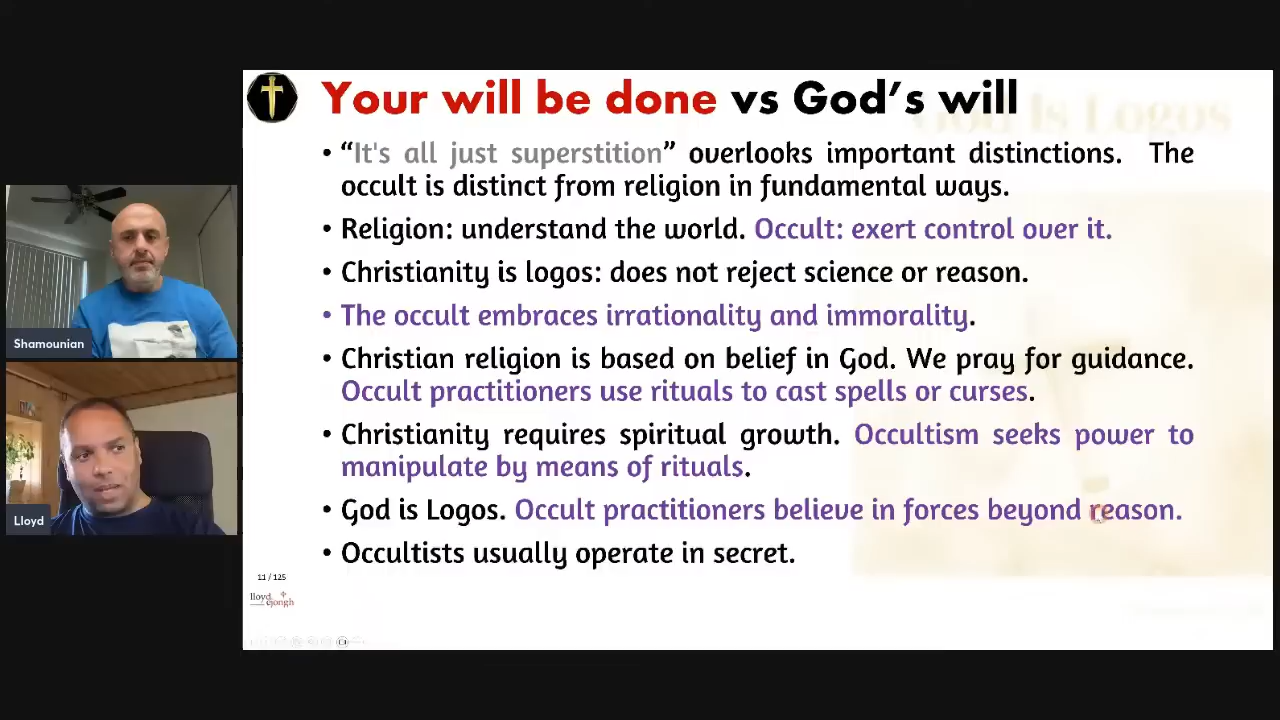 Your will be done vs God's will
• “It's all just superstition” overlooks important distinctions. The
occult is distinct from religion in fundamental ways.
• Religion: understand the world. Occult: exert control over it.
• Christianity is logos: does not reject science or reason.
• The occult embraces irrationality and immorality.
• Christian religion is based on belief in God. We pray for guidance.
Occult practitioners use rituals to cast spells or curses.
• Christianity requires spiritual growth. Occultism seeks power to
manipulate by means of rituals.
• God is Logos. Occult practitioners believe in forces beyond reason.
• Occultists usually operate in secret.
God Is Logos
Shamounian
Lloyd
11 / 125
lloyd